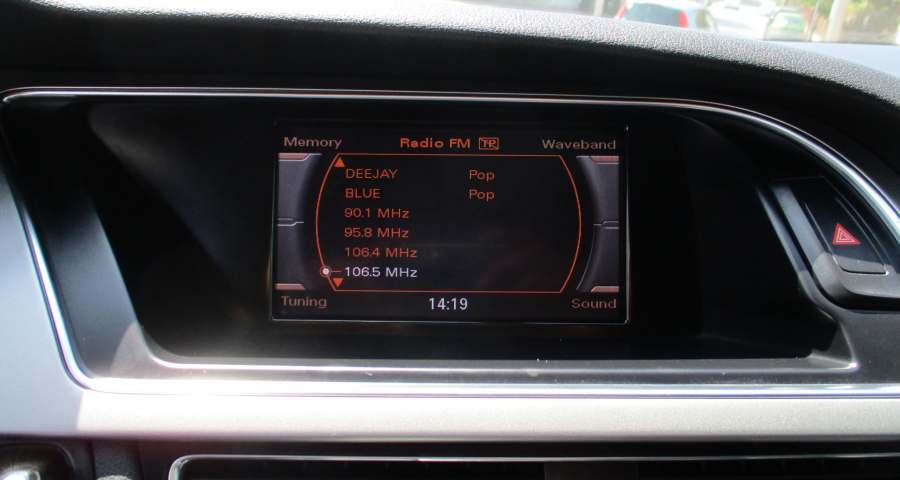 Memory Radio FM TP Waveband
DEEJAY Pop
BLUE Pop
90.1 MHz
95.8 MHz
106.4 MHz
106.5 MHz
Tuning 14:19 Sound